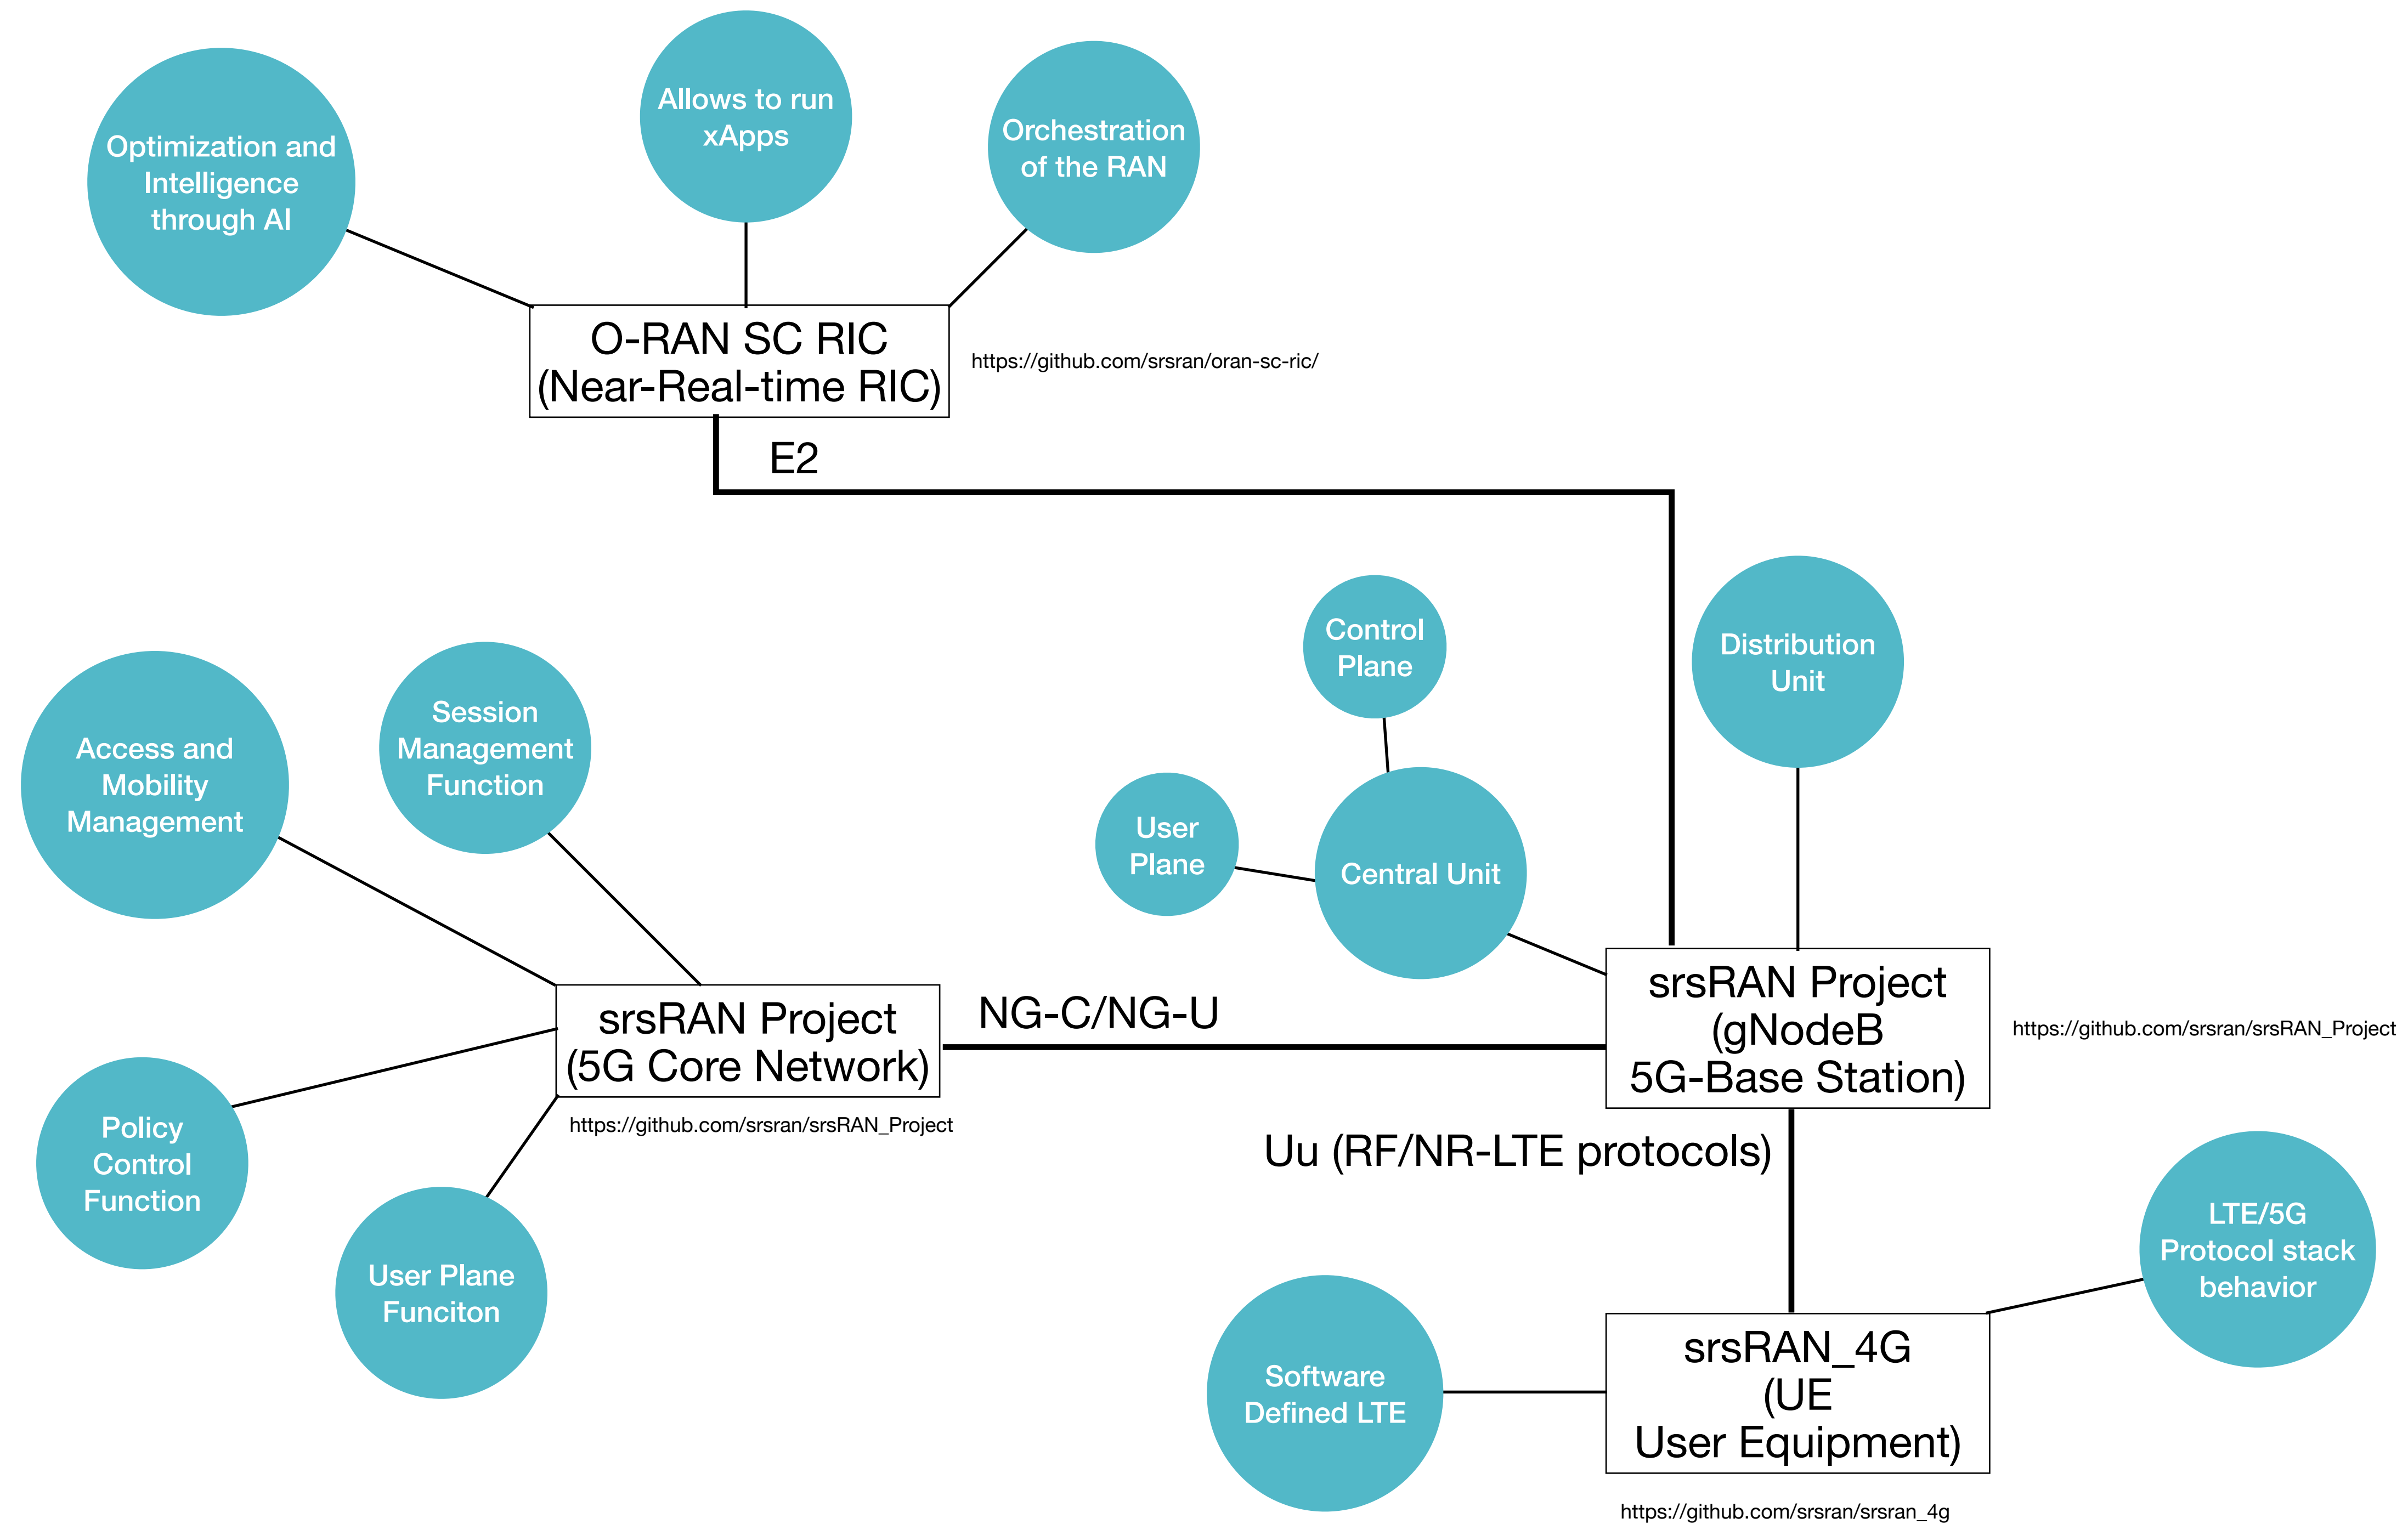 Optimization and
Intelligence
through AI
Allows to run
xApps
Orchestration
of the RAN
O-RAN SC RIC
(Near-Real-time RIC)
https://github.com/srsran/oran-sc-ric/
E2
Control
Plane
Distribution
Unit
User
Plane
Central Unit
Access and
Mobility
Management
Session
Management
Function
srsRAN Project
(5G Core Network)
https://github.com/srsran/srsRAN_Project
NG-C/NG-U
srsRAN Project
(gNodeB
5G-Base Station)
https://github.com/srsran/srsRAN_Project
Policy
Control
Function
User Plane
Funciton
Uu (RF/NR-LTE protocols)
LTE/5G
Protocol stack
behavior
Software
Defined LTE
srsRAN_4G
(UE
User Equipment)
https://github.com/srsran/srsran_4g